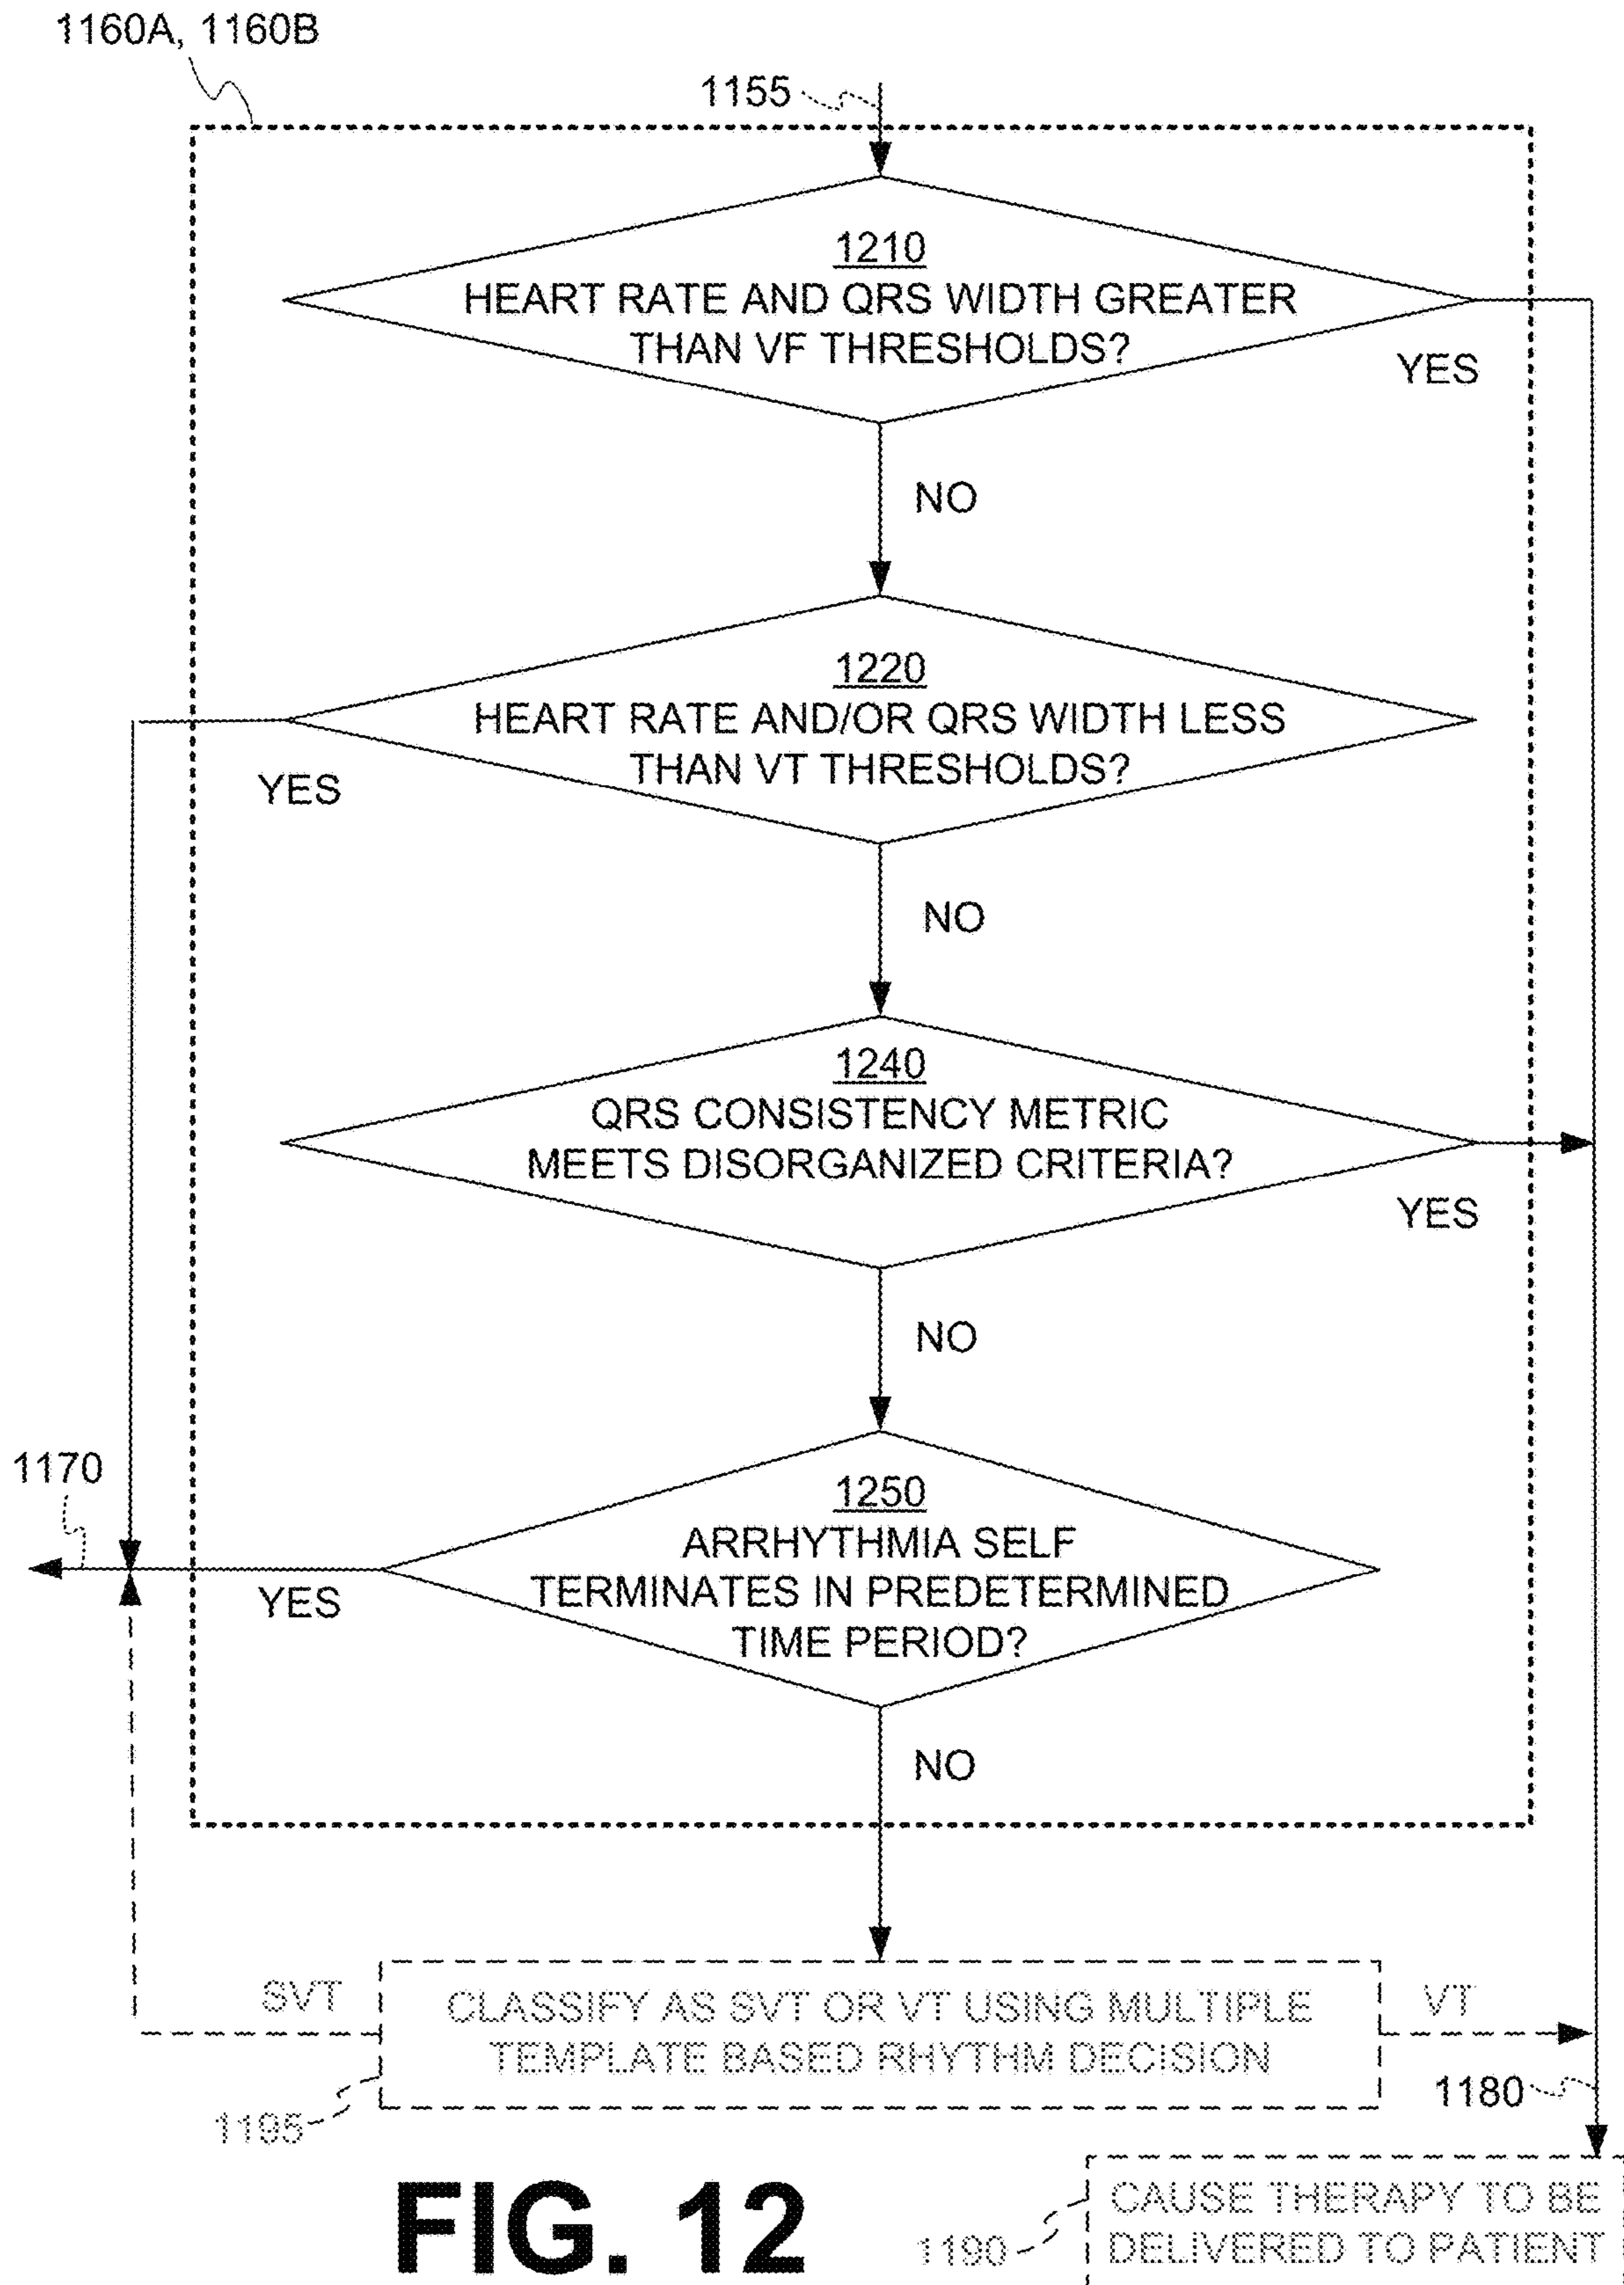 1160A, 1160B
1155
1210
HEART RATE AND QRS WIDTH GREATER
THAN VF THRESHOLDS?
YES
NO
1220
HEART RATE AND/OR QRS WIDTH LESS
THAN VT THRESHOLDS?
YES
NO
1240
QRS CONSISTENCY METRIC
MEETS DISORGANIZED CRITERIA?
YES
NO
1170
1250
ARRHYTHMIA SELF
TERMINATES IN PREDETERMINED
TIME PERIOD?
YES
NO
SVT
CLASSIFY AS SVT OR VT USING MULTIPLE
TEMPLATE BASED RHYTHM DECISION
VT
1195
1180
FIG. 12
1190
CAUSE THERAPY TO BE
DELIVERED TO PATIENT